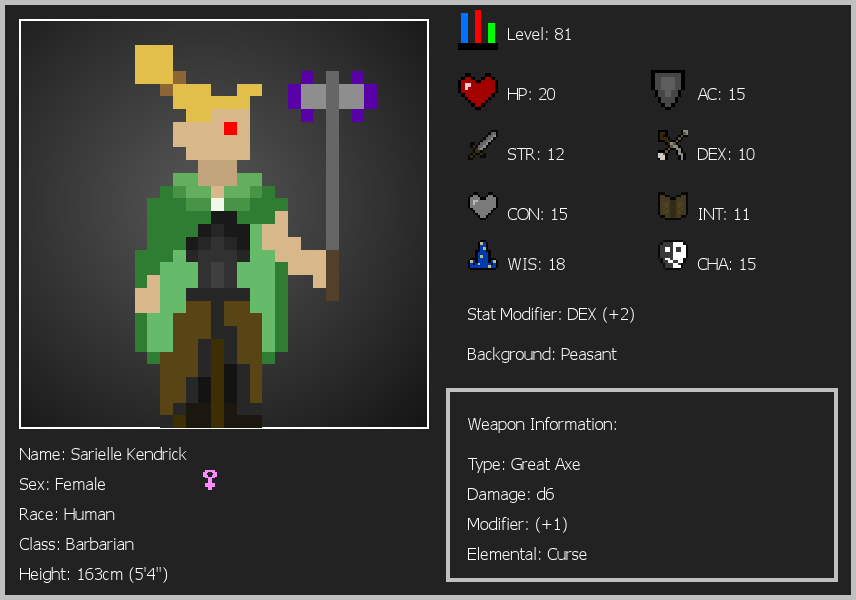 Level: 81
HP: 20
AC: 15
STR: 12
DEX: 10
CON: 15
INT: 11
WIS: 18
CHA: 15
Stat Modifier: DEX (+2)
Background: Peasant
Weapon Information:
Type: Great Axe
Damage: d6
Modifier: (+1)
Elemental: Curse
Name: Sarielle Kendrick
Sex: Female
Race: Human
Class: Barbarian
Height: 163cm (5'4")